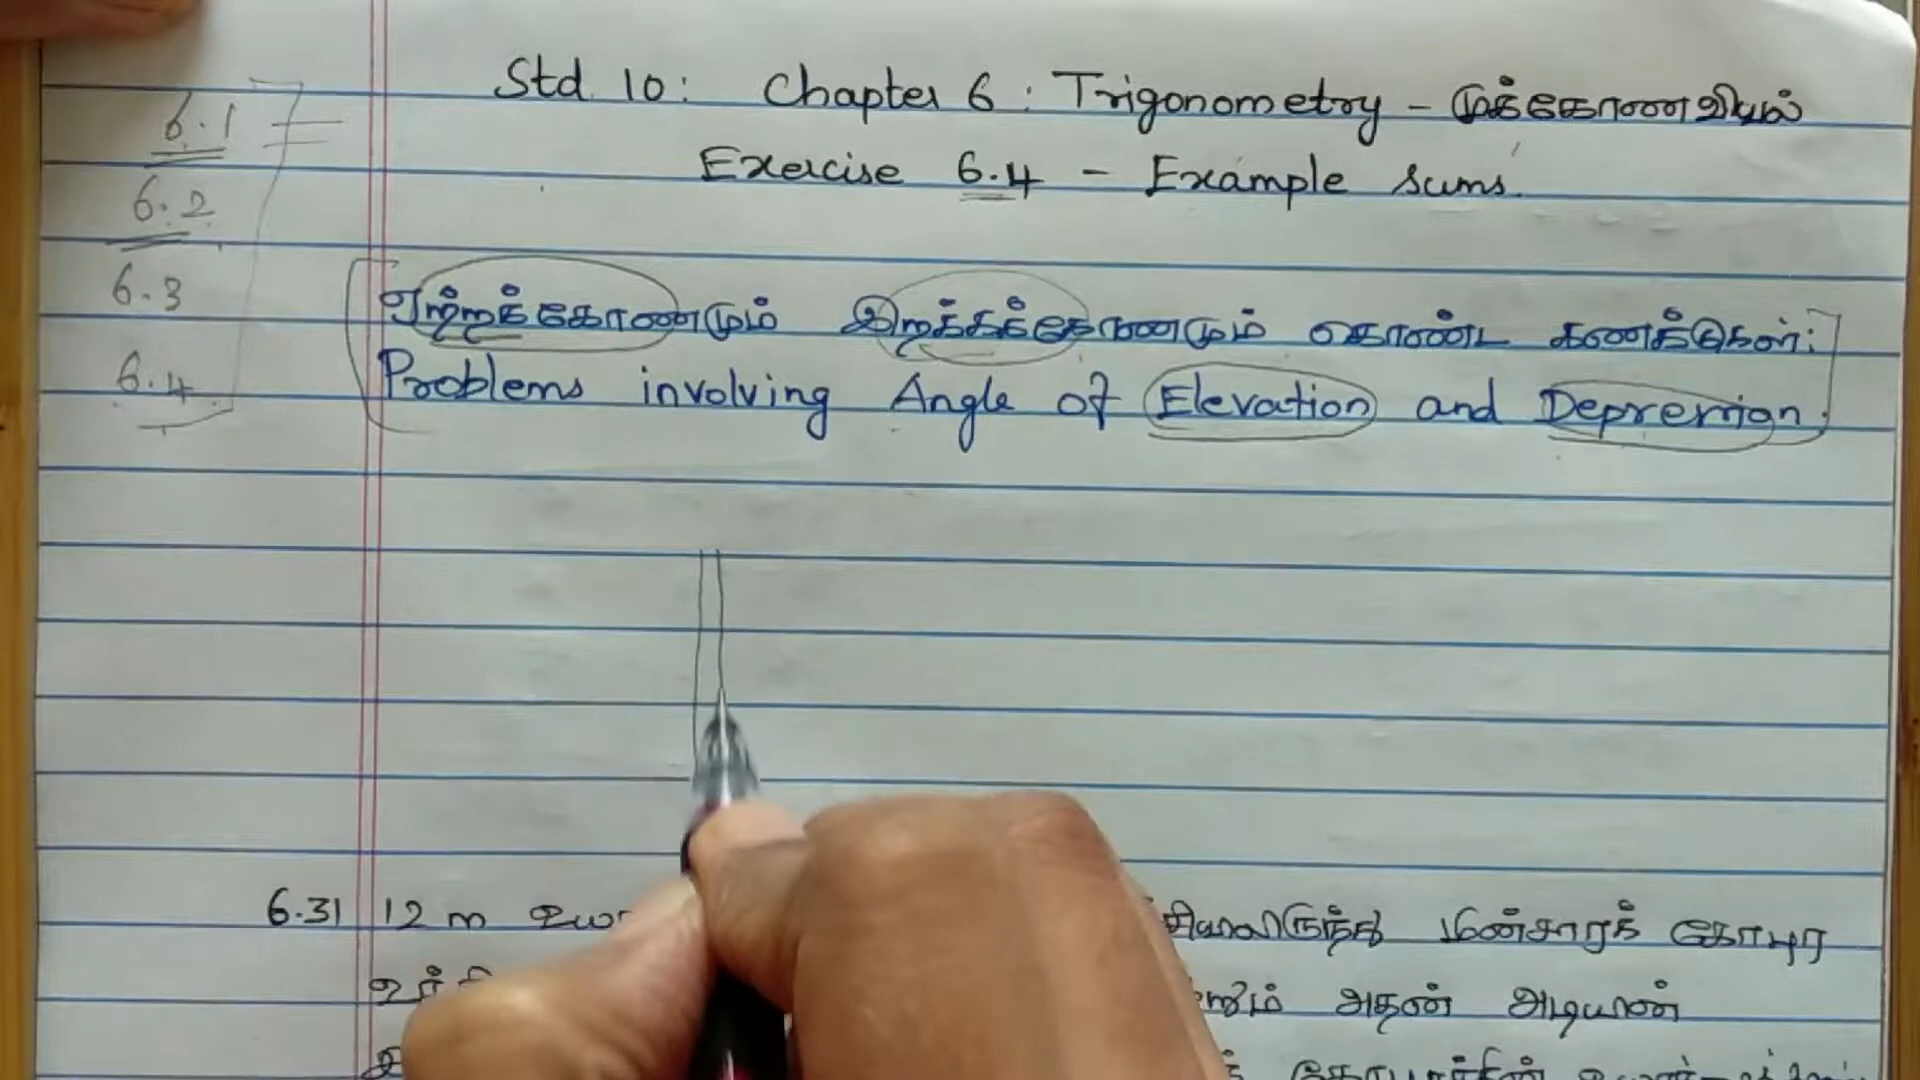 Std 10: Chapter 6: Trigonometry - முக்கோணவியல்
Exercise 6.4 - Example sums.
6.1
6.2
6.3
6.4
ஏற்றக்கோணமும் இறக்கக்கோணமும் கொண்ட கணக்குகள்:
Problems involving Angle of Elevation and Depression.
6.31 12 m மின்சாரக் கோபுர
அதன் அடியின்